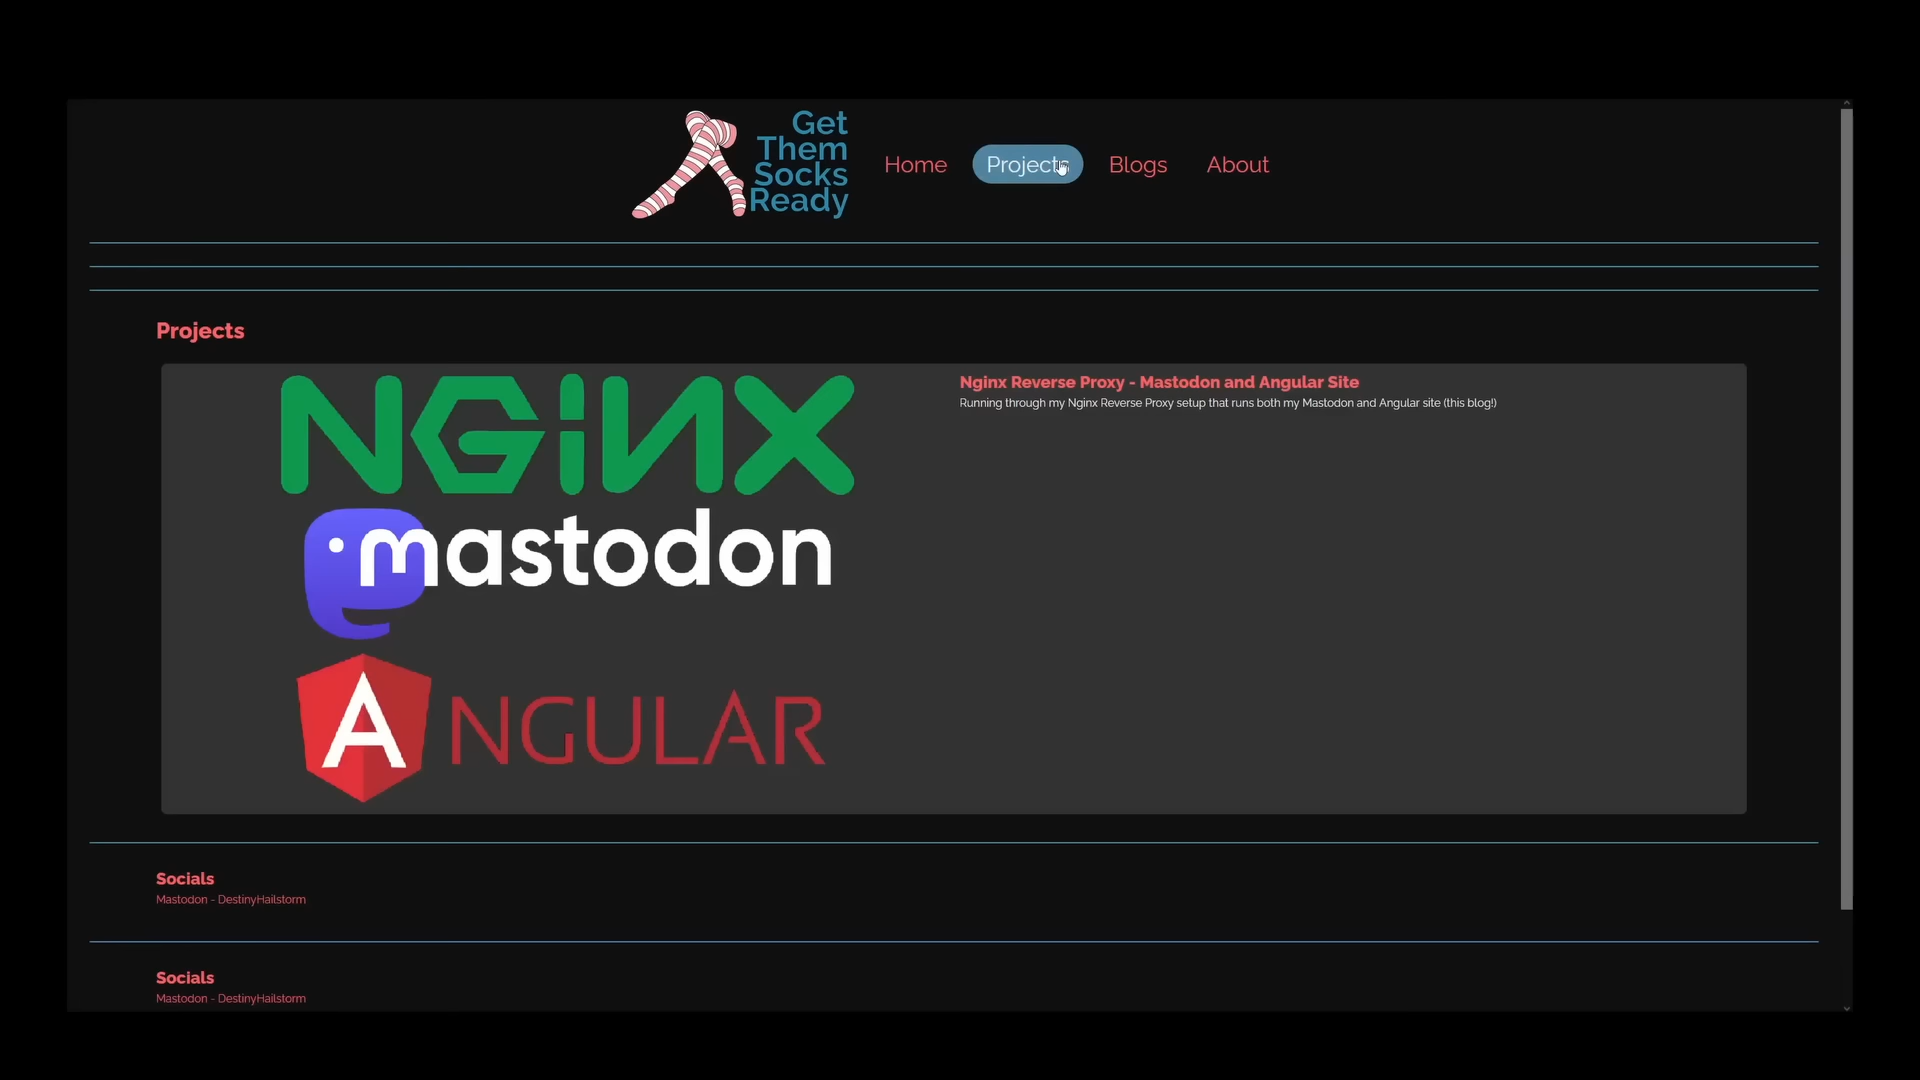 Get
Them
Socks
Ready
Home
Projects
Blogs
About
Projects
NGINX
mastodon
ANGULAR
Nginx Reverse Proxy - Mastodon and Angular Site
Running through my Nginx Reverse Proxy setup that runs both my Mastodon and Angular site (this blog!)
Socials
Mastodon - DestinyHailstorm
Socials
Mastodon - DestinyHailstorm